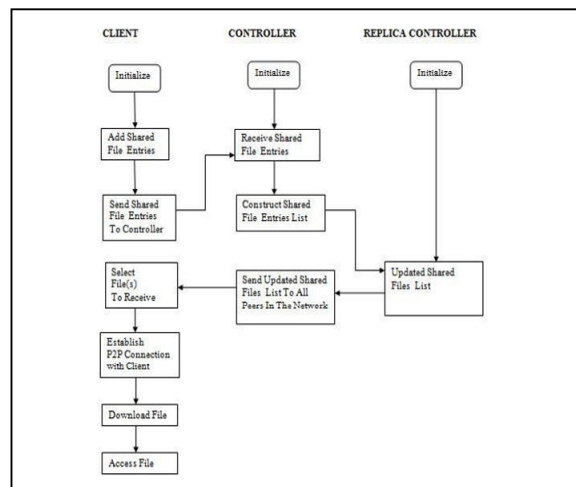 CLIENT CONTROLLER REPLICA CONTROLLER
Initialize Initialize Initialize
Add Shared
File Entries
Receive Shared
File Entries
Send Shared
File Entries
To Controller
Construct Shared
File Entries List
Select
File(s)
To Receive
Send Updated Shared
Files List To All
Peers In The Network
Updated Shared
Files List
Establish
P2P Connection
with Client
Download File
Access File